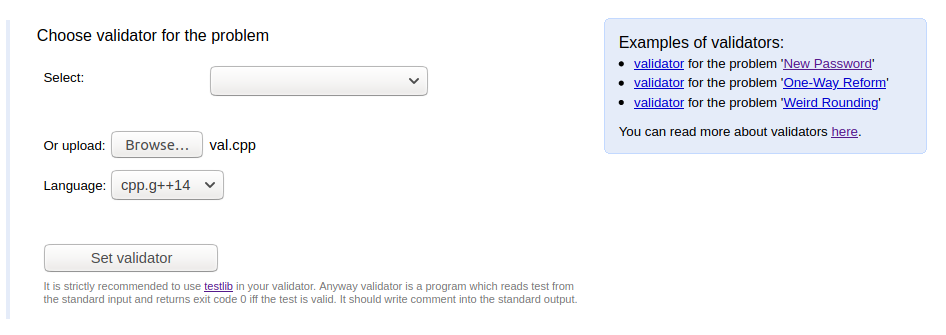 Choose validator for the problem
Select:
Or upload: Browse... val.cpp
Language: cpp.g++14
Set validator
It is strictly recommended to use testlib in your validator. Anyway validator is a program which reads test from
the standard input and returns exit code 0 iff the test is valid. It should write comment into the standard output.
Examples of validators:
• validator for the problem 'New Password'
• validator for the problem 'One-Way Reform'
• validator for the problem 'Weird Rounding'
You can read more about validators here.